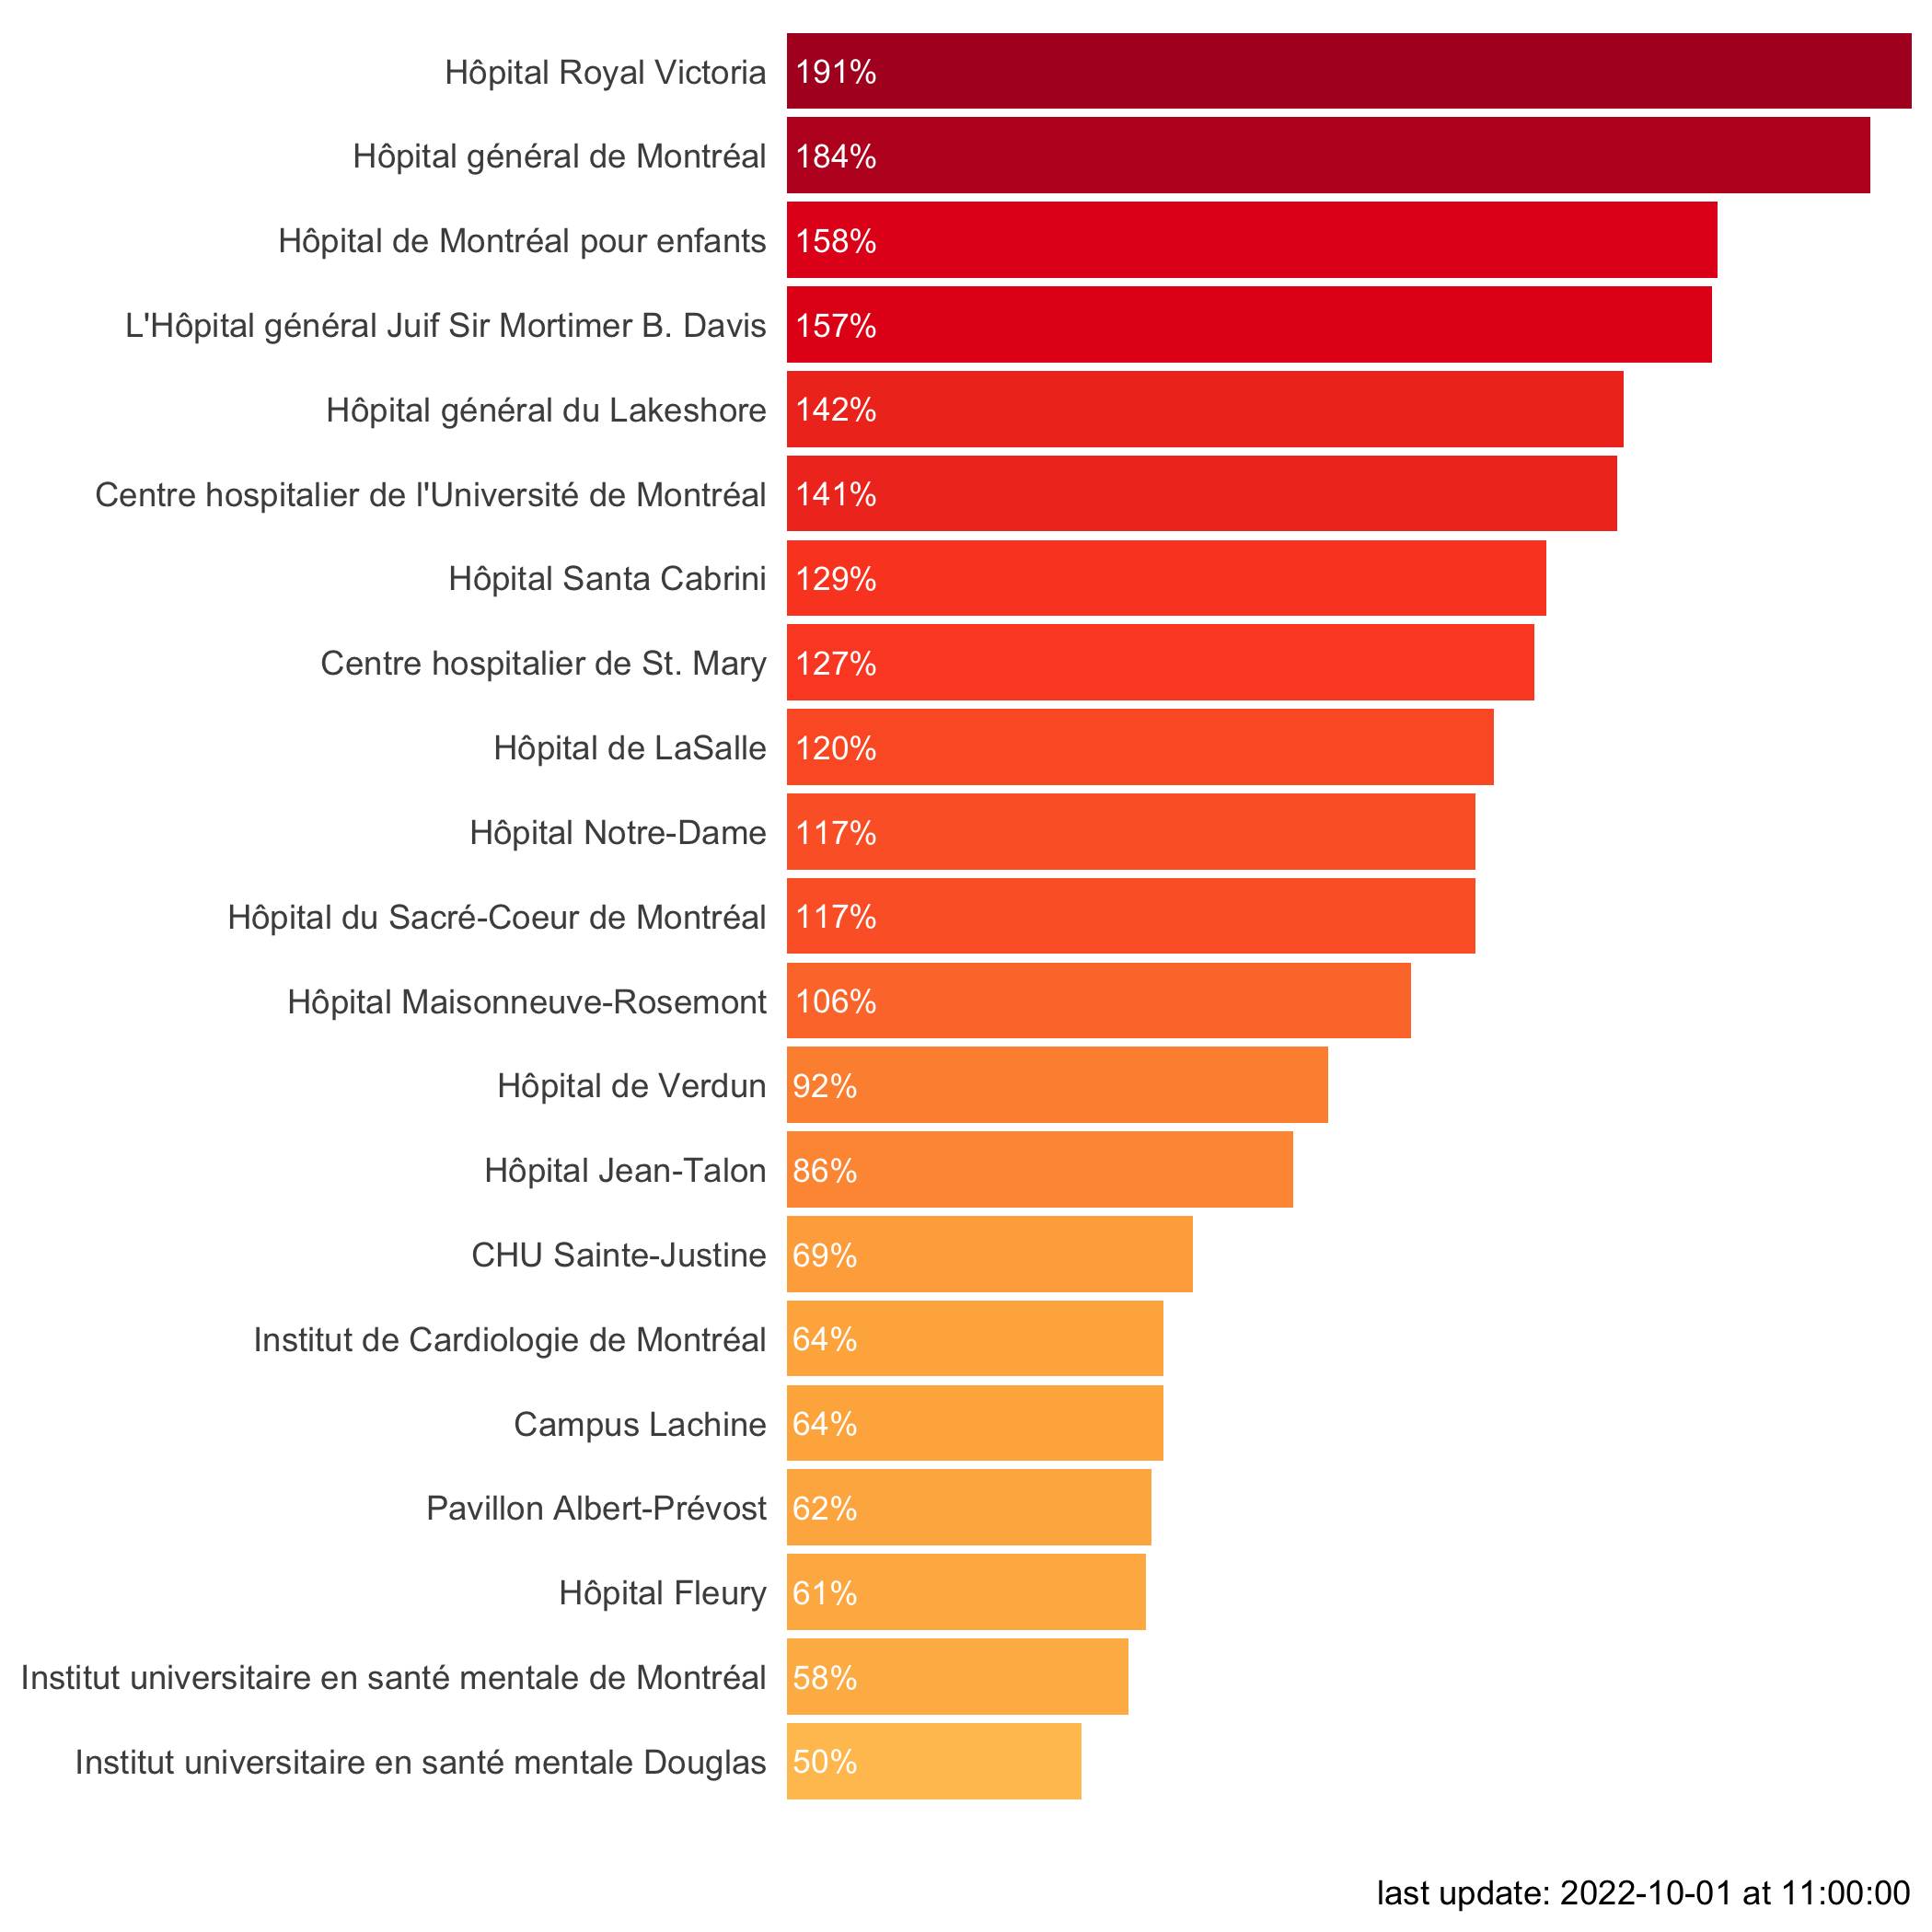 Hôpital Royal Victoria 191%
Hôpital général de Montréal 184%
Hôpital de Montréal pour enfants 158%
L'Hôpital général Juif Sir Mortimer B. Davis 157%
Hôpital général du Lakeshore 142%
Centre hospitalier de l'Université de Montréal 141%
Hôpital Santa Cabrini 129%
Centre hospitalier de St. Mary 127%
Hôpital de LaSalle 120%
Hôpital Notre-Dame 117%
Hôpital du Sacré-Coeur de Montréal 117%
Hôpital Maisonneuve-Rosemont 106%
Hôpital de Verdun 92%
Hôpital Jean-Talon 86%
CHU Sainte-Justine 69%
Institut de Cardiologie de Montréal 64%
Campus Lachine 64%
Pavillon Albert-Prévost 62%
Hôpital Fleury 61%
Institut universitaire en santé mentale de Montréal 58%
Institut universitaire en santé mentale Douglas 50%
last update: 2022-10-01 at 11:00:00